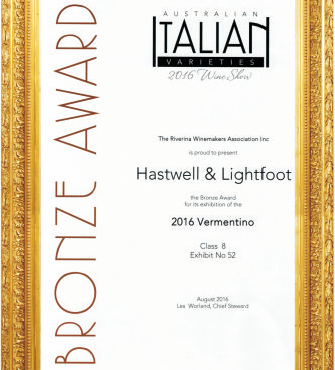 BRONZE AWARD
AUSTRALIAN
ITALIAN
VARIETIES
2016 Wine Show
The Riverina Winemakers Association Inc
is proud to present
Hastwell & Lightfoot
the Bronze Award
for its exhibition of the
2016 Vermentino
Class 8
Exhibit No 52
August 2016
Les Worland, Chief Steward